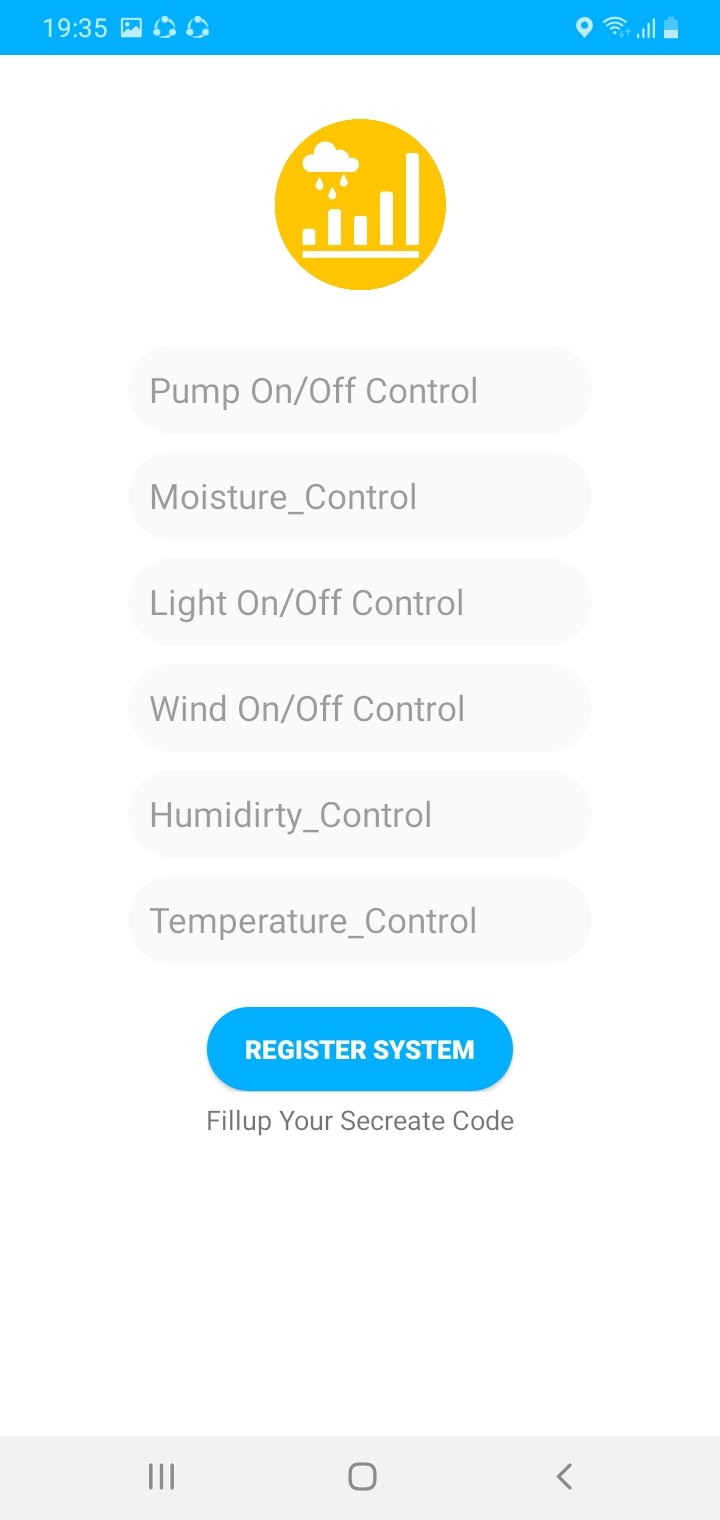 19:35
Pump On/Off Control
Moisture_Control
Light On/Off Control
Wind On/Off Control
Humidirty_Control
Temperature_Control
REGISTER SYSTEM
Fillup Your Secreate Code